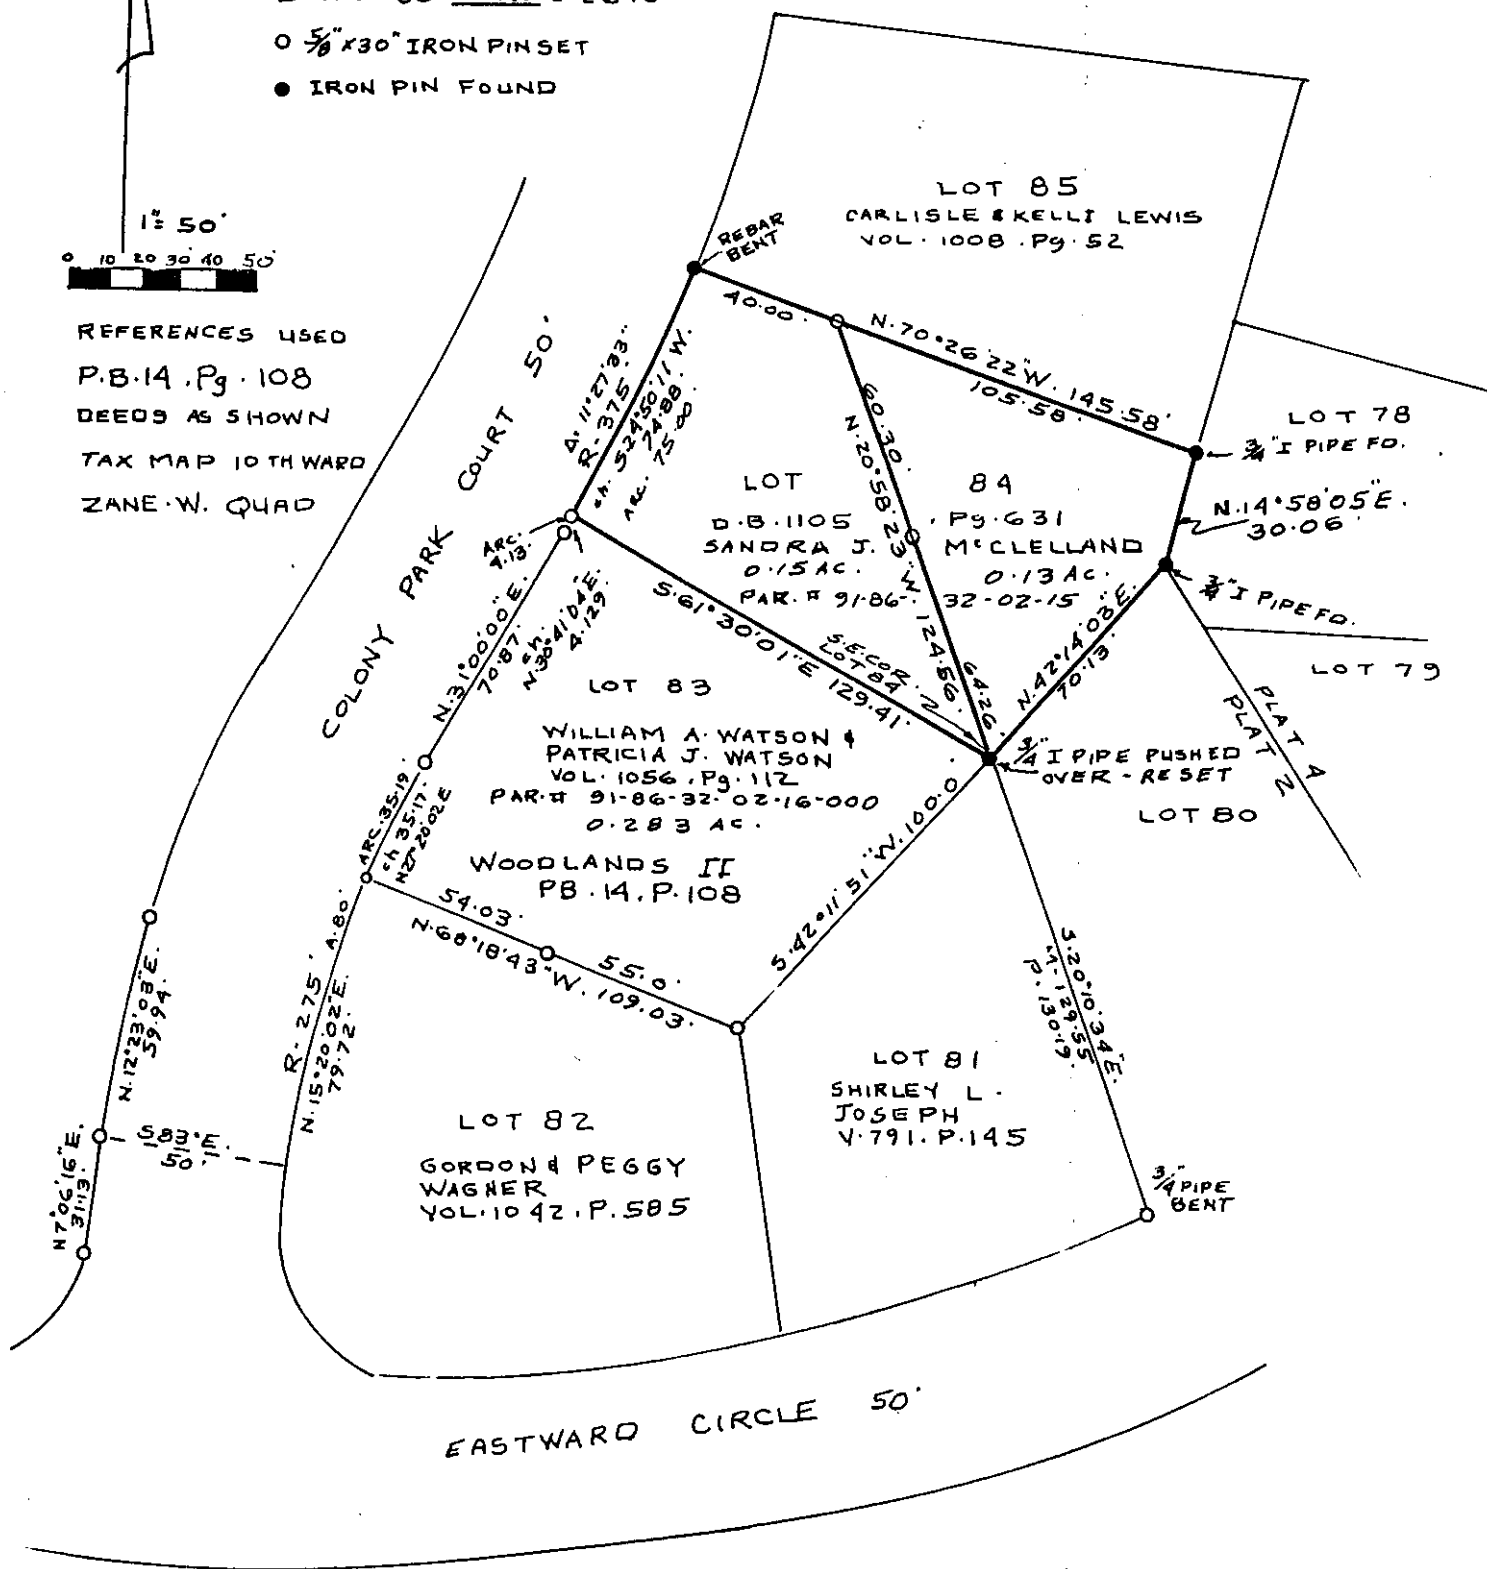 ○ 5/8"x30" IRON PIN SET
● IRON PIN FOUND
1"= 50'
0 10 20 30 40 50'
REFERENCES USED
P.B.14.Pg.108
DEEDS AS SHOWN
TAX MAP 10TH WARD
ZANE.W. QUAD
LOT 85
CARLISLE & KELLI LEWIS
VOL. 1008.Pg.52
REBAR
BENT
COLONY PARK COURT 50'
40.00'
N.70°26'22"W. 145.58'
105.58'
Δ. 11°27'33"
R-375'
ch. S24°50'11"W.
74.88'
ARC. 75.00'
60.30'
N.20°58'23"W. 124.56'
64.26'
LOT 84
D.B.1105 .Pg.631
SANDRA J. McCLELLAND
0.15 AC. 0.13 AC.
PAR.# 91-86-32-02-15
LOT 78
3/4" I PIPE FD.
N.14°58'05"E.
30.06'
3/4" I PIPE FD.
LOT 79
PLAT 4
PLAT 2
N.42°14'03"E.
70.13'
S.61°30'01"E 129.41'
S.E.COR.
LOT 84
3/4" I PIPE PUSHED
OVER - RESET
LOT 80
ARC.
4.13'
ch.
N30°41'04"E.
4.129
N.31°00'00"E.
70.87'
LOT 83
WILLIAM A. WATSON &
PATRICIA J. WATSON
VOL. 1056.Pg.112
PAR.# 91-86-32-02-16-000
0.283 AC.
WOODLANDS II
PB.14.P.108
ARC.35.19'
ch 35.17'
N27°20'02E
54.03'
55.0'
N.68°18'43"W. 109.03'
S.42°11'51"W.100.0'
R-275' A.80'
N.15°20'02"E.
79.72'
N.12°23'03"E.
59.94'
S83°E.
50'
N7°06'16"E.
31.13'
LOT 82
GORDON & PEGGY
WAGNER
VOL.1042.P.585
LOT 81
SHIRLEY L.
JOSEPH
V.791.P.145
S.20°10'34"E.
M-129.55
P.130.19'
3/4" PIPE
BENT
EASTWARD CIRCLE 50'